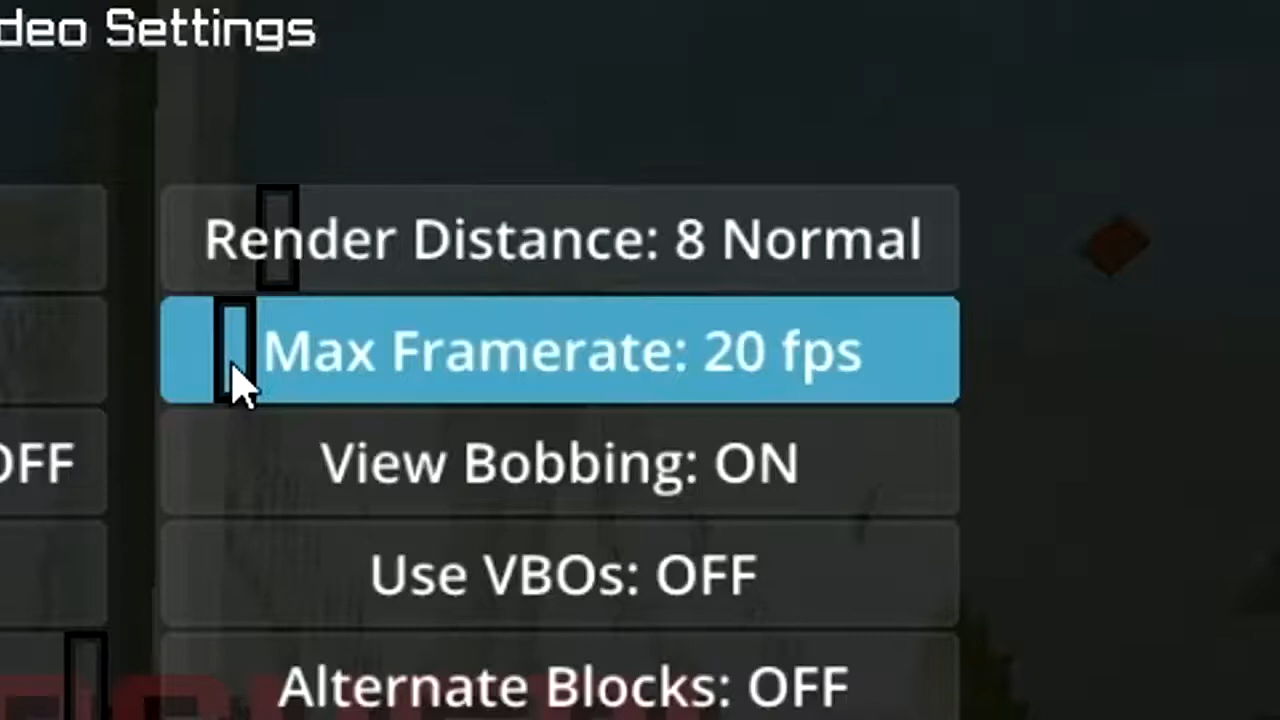 deo Settings
Render Distance: 8 Normal
Max Framerate: 20 fps
OFF
View Bobbing: ON
Use VBOs: OFF
Alternate Blocks: OFF